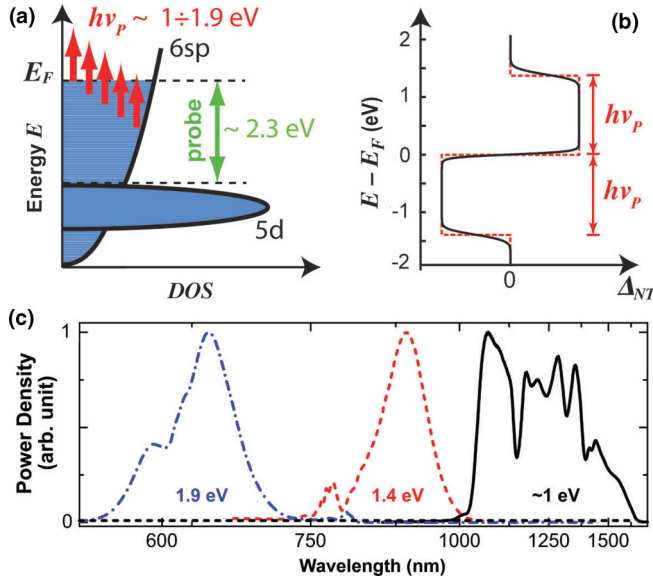 (a)
hν_P ~ 1÷1.9 eV
6sp
E_F
probe
~ 2.3 eV
Energy E
5d
DOS
(b)
2
1
0
-1
-2
E − E_F (eV)
hν_P
hν_P
0
Δ_NT
(c)
1
0
Power Density
(arb. unit)
1.9 eV
1.4 eV
~1 eV
600
750
1000
1250
1500
Wavelength (nm)